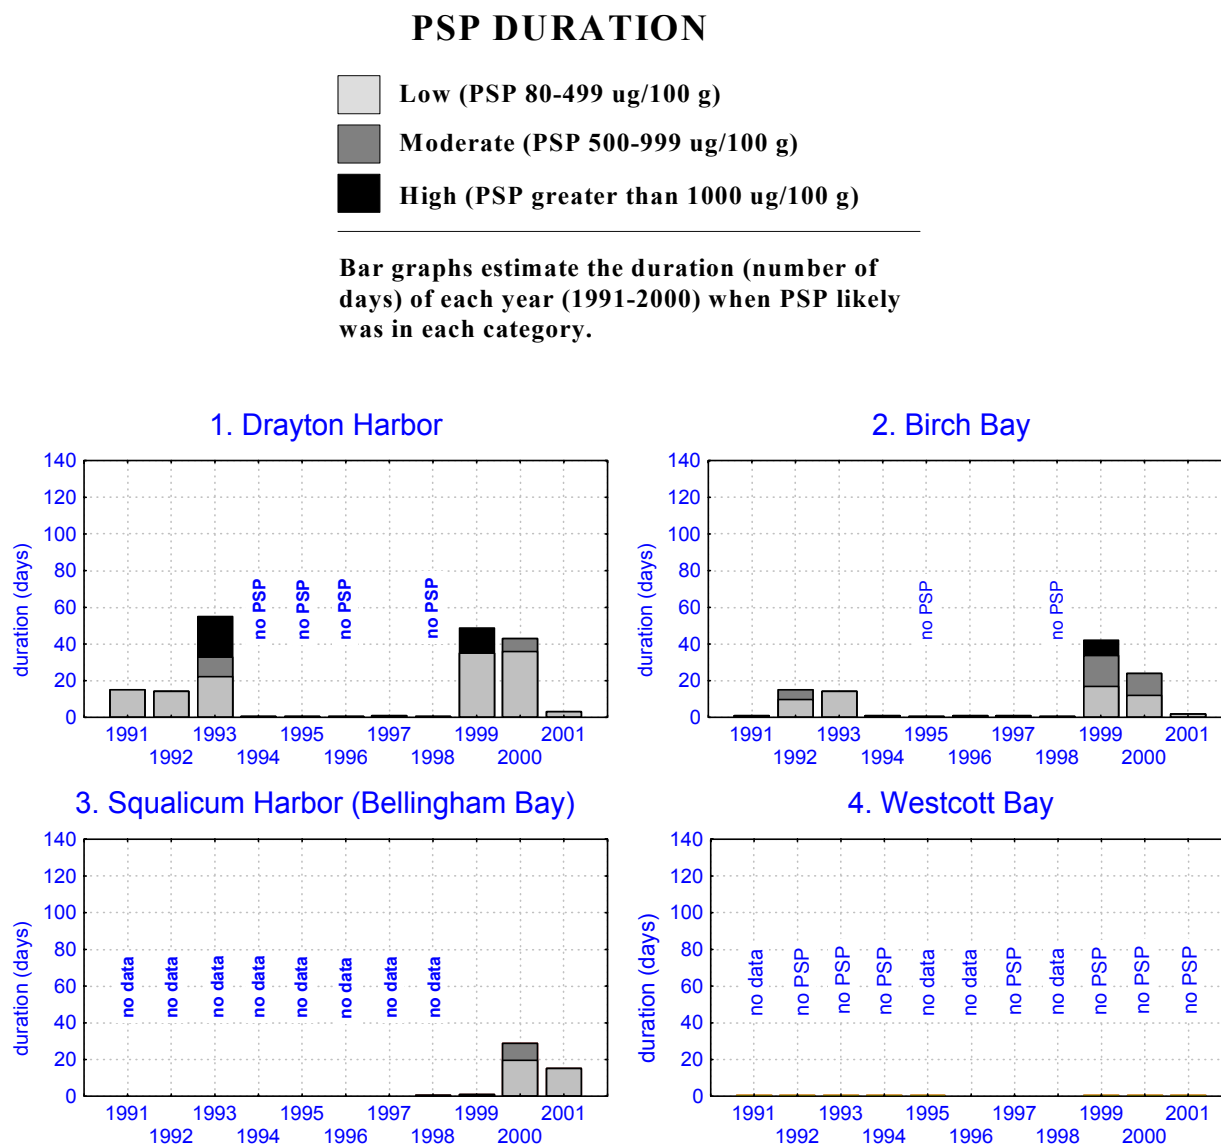 PSP DURATION
Low (PSP 80-499 ug/100 g)
Moderate (PSP 500-999 ug/100 g)
High (PSP greater than 1000 ug/100 g)
Bar graphs estimate the duration (number of
days) of each year (1991-2000) when PSP likely
was in each category.
1. Drayton Harbor
duration (days)
140
120
100
80
60
40
20
0
no PSP
no PSP
no PSP
no PSP
1991 1993 1995 1997 1999 2001
1992 1994 1996 1998 2000
2. Birch Bay
duration (days)
140
120
100
80
60
40
20
0
no PSP
no PSP
1991 1993 1995 1997 1999 2001
1992 1994 1996 1998 2000
3. Squalicum Harbor (Bellingham Bay)
duration (days)
140
120
100
80
60
40
20
0
no data
no data
no data
no data
no data
no data
no data
no data
1991 1993 1995 1997 1999 2001
1992 1994 1996 1998 2000
4. Westcott Bay
duration (days)
140
120
100
80
60
40
20
0
no data
no PSP
no PSP
no PSP
no data
no data
no PSP
no data
no PSP
no PSP
no PSP
1991 1993 1995 1997 1999 2001
1992 1994 1996 1998 2000